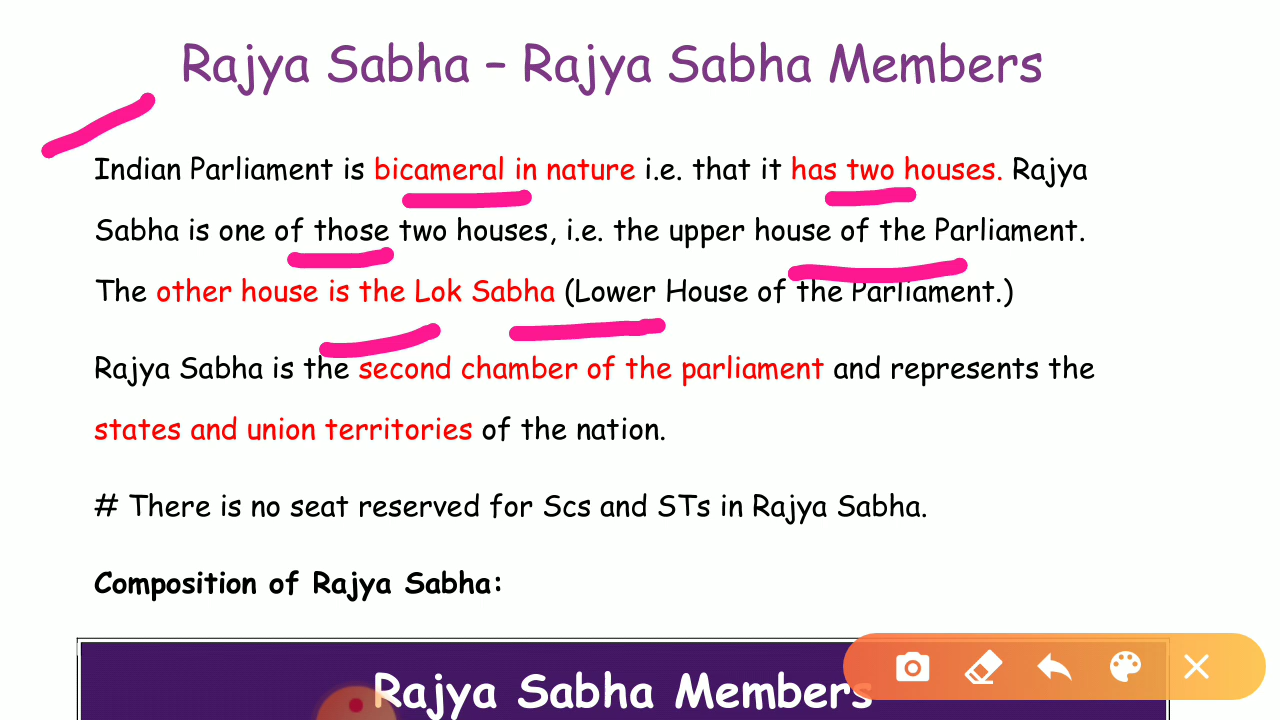 Rajya Sabha – Rajya Sabha Members
Indian Parliament is bicameral in nature i.e. that it has two houses. Rajya
Sabha is one of those two houses, i.e. the upper house of the Parliament.
The other house is the Lok Sabha (Lower House of the Parliament.)
Rajya Sabha is the second chamber of the parliament and represents the
states and union territories of the nation.
# There is no seat reserved for Scs and STs in Rajya Sabha.
Composition of Rajya Sabha:
Rajya Sabha Members